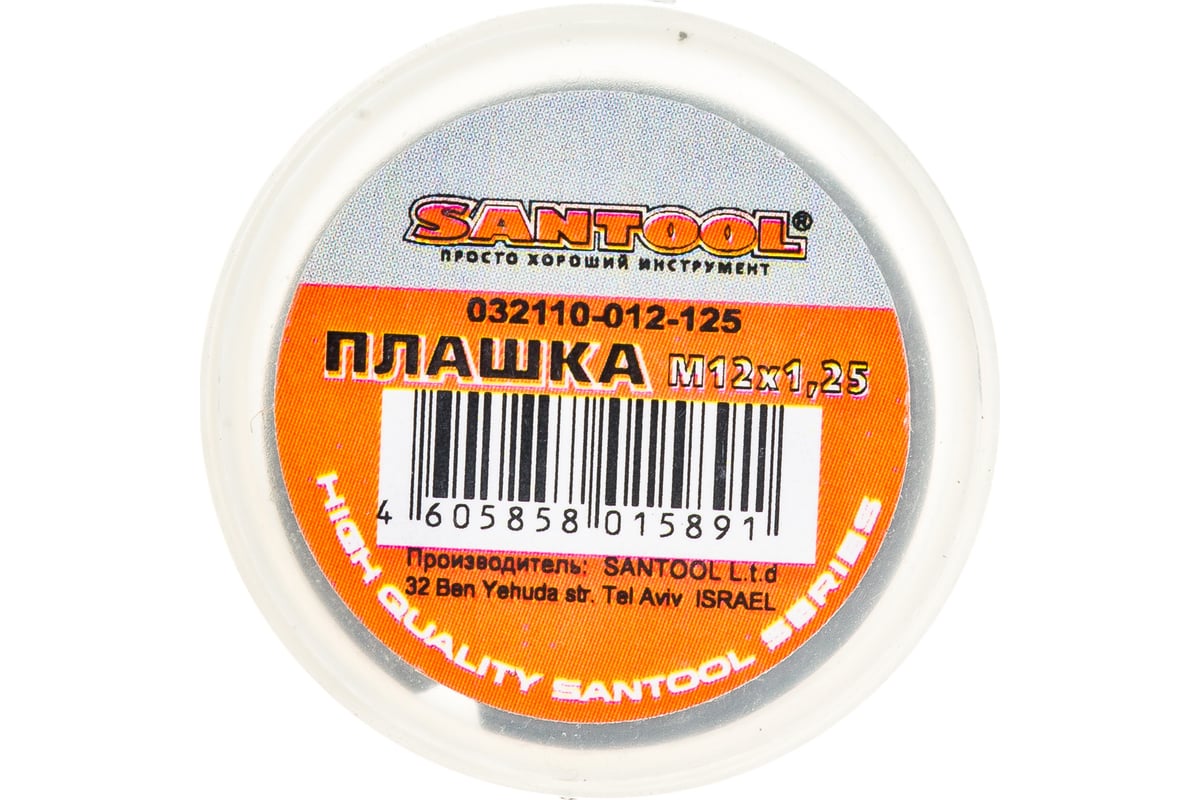 SANTOOL®
ПРОСТО ХОРОШИЙ ИНСТРУМЕНТ
032110-012-125
ПЛАШКА М12х1,25
4 605858 015891
Производитель: SANTOOL L.t.d
32 Ben Yehuda str. Tel Aviv ISRAEL
HIGH QUALITY SANTOOL SERIES